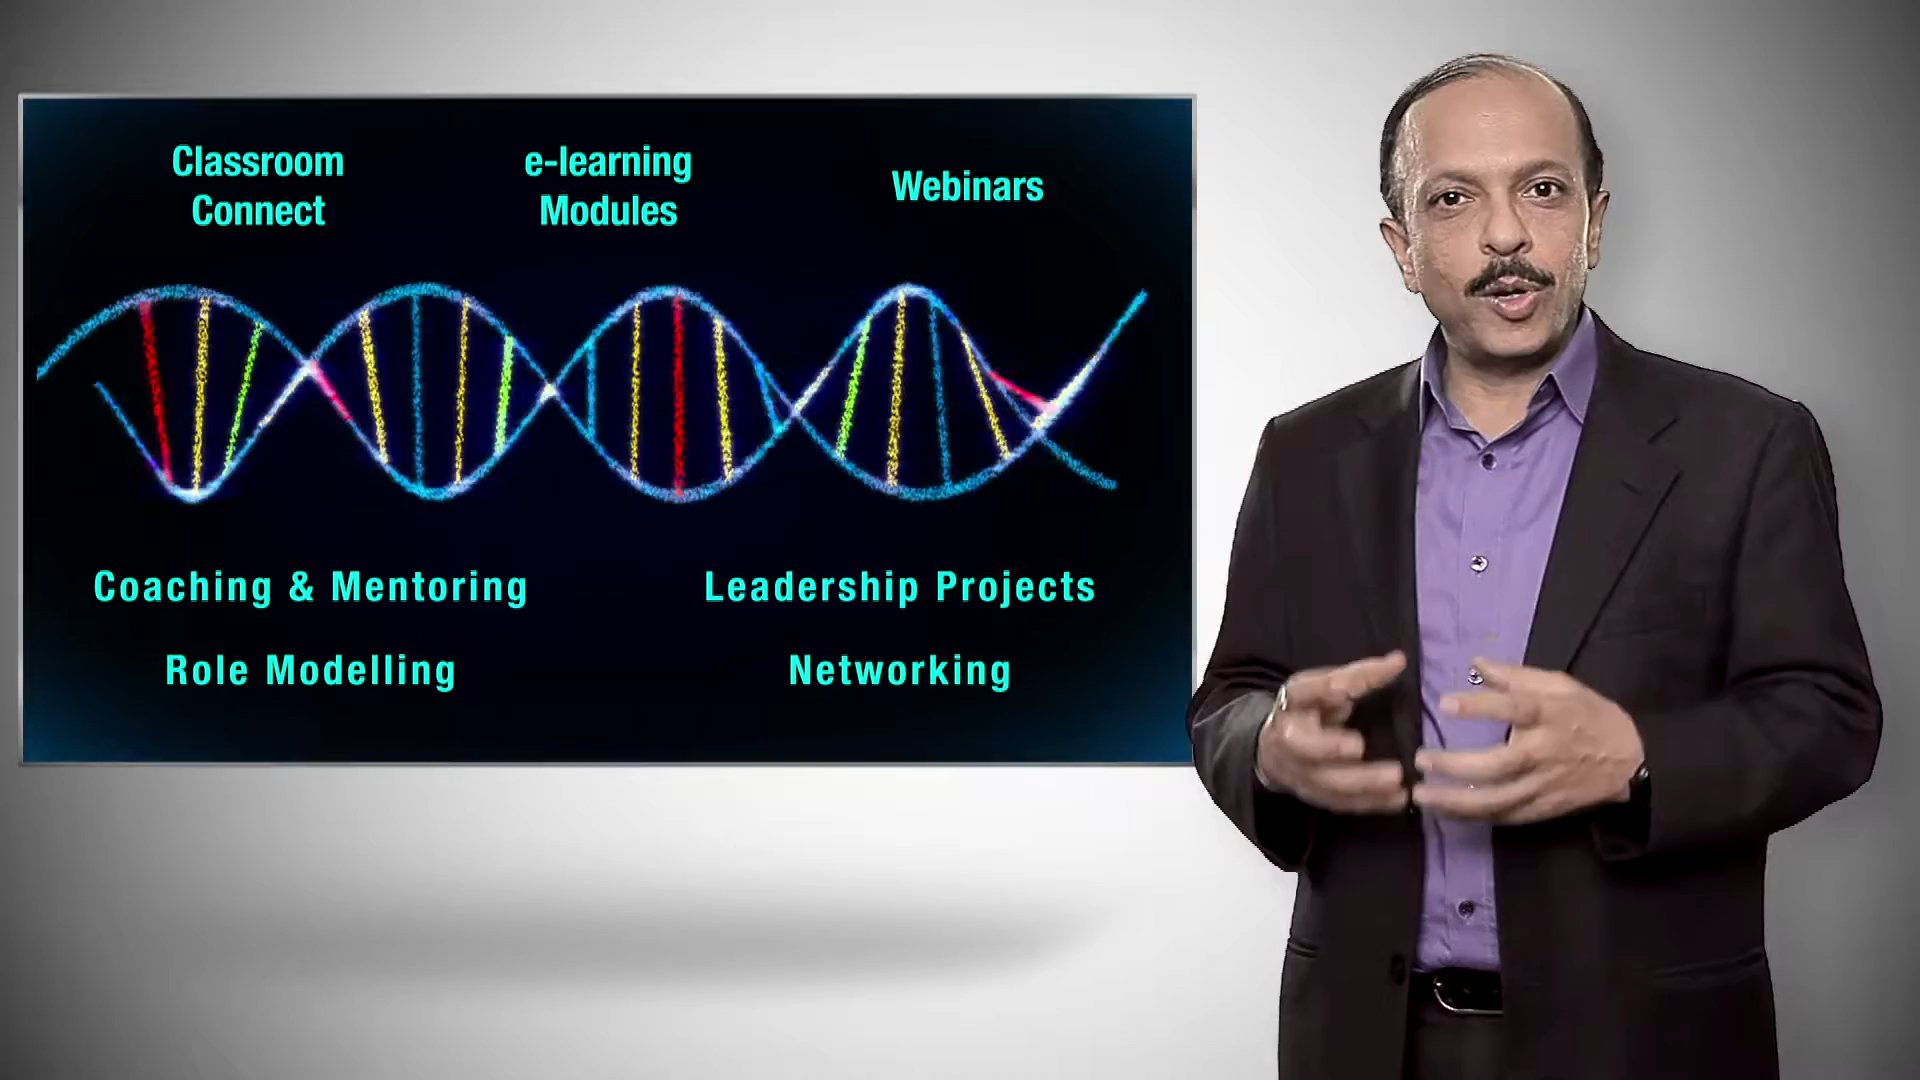 Classroom
Connect
e-learning
Modules
Webinars
Coaching & Mentoring
Leadership Projects
Role Modelling
Networking